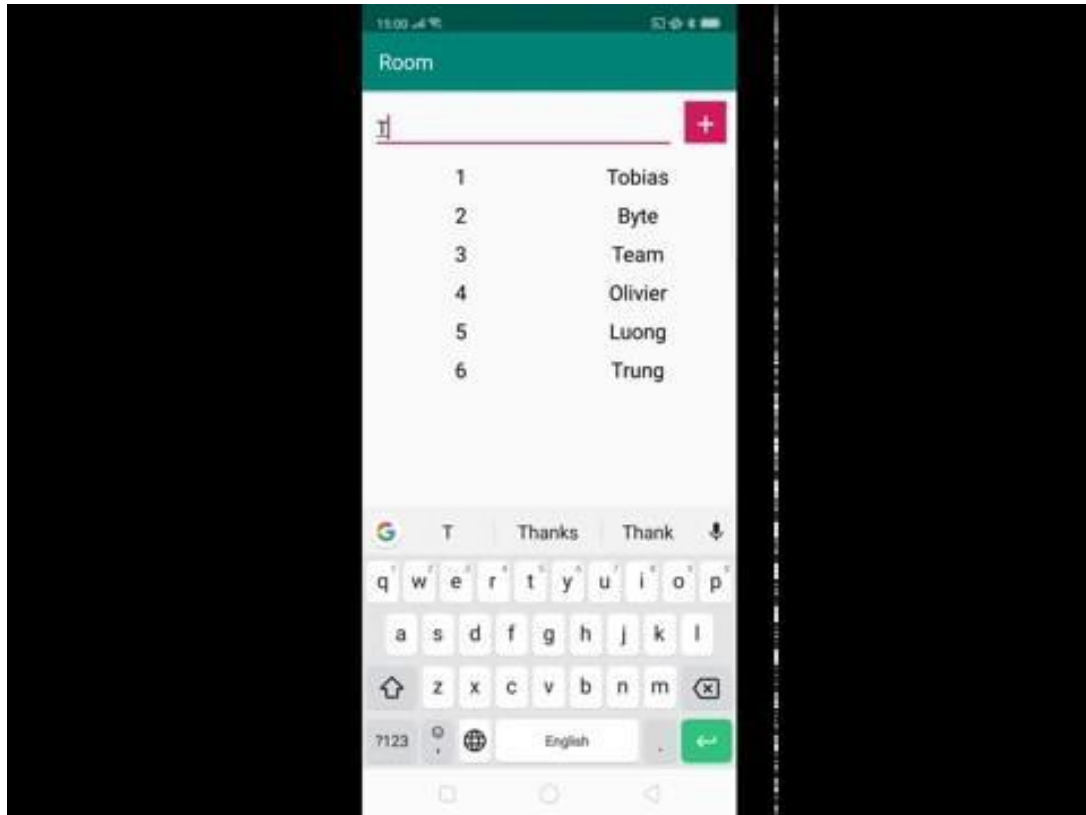 11:00
Room
T +
1 Tobias
2 Byte
3 Team
4 Olivier
5 Luong
6 Trung
G T Thanks Thank
q w e r t y u i o p
a s d f g h j k l
z x c v b n m
?123 , English .